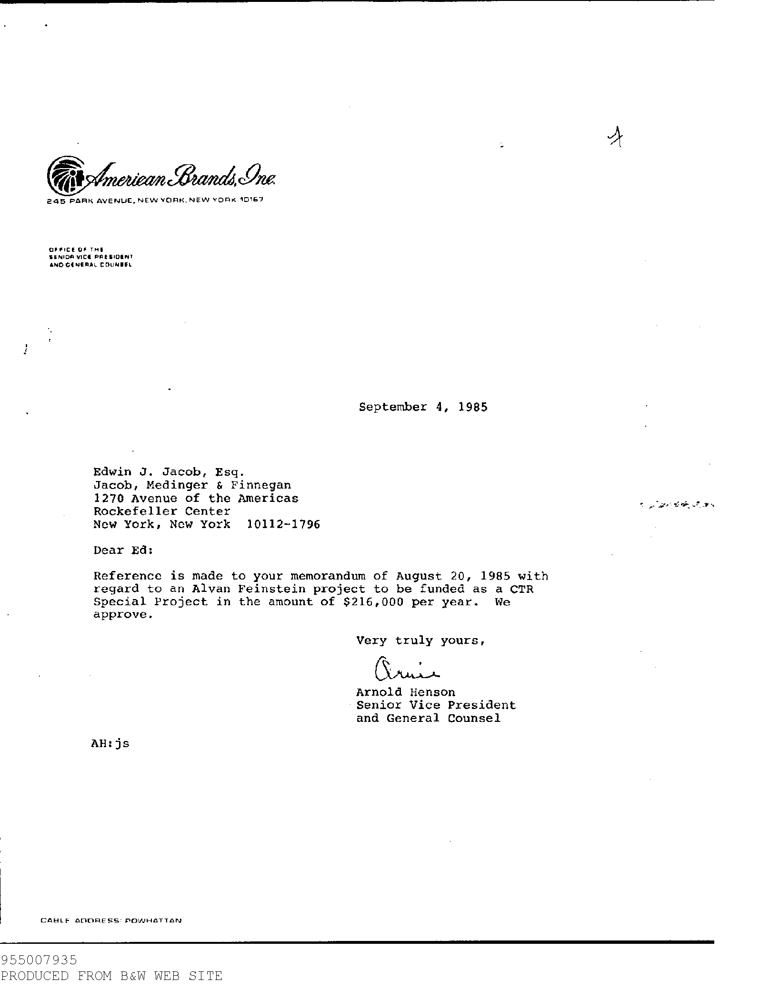 American Brands, Inc.
245 PARK AVENUE, NEW YORK, NEW YORK 10167
OFFICE OF THE
SENIOR VICE PRESIDENT
AND GENERAL COUNSEL
September 4, 1985
Edwin J. Jacob, Esq.
Jacob, Medinger & Finnegan
1270 Avenue of the Americas
Rockefeller Center
New York, New York 10112-1796
Dear Ed:
Reference is made to your memorandum of August 20, 1985 with
regard to an Alvan Feinstein project to be funded as a CTR
Special Project in the amount of $216,000 per year. We
approve.
Very truly yours,
Arnie
Arnold Henson
Senior Vice President
and General Counsel
AH:js
CABLE ADDRESS: POWHATTAN
955007935
PRODUCED FROM B&W WEB SITE